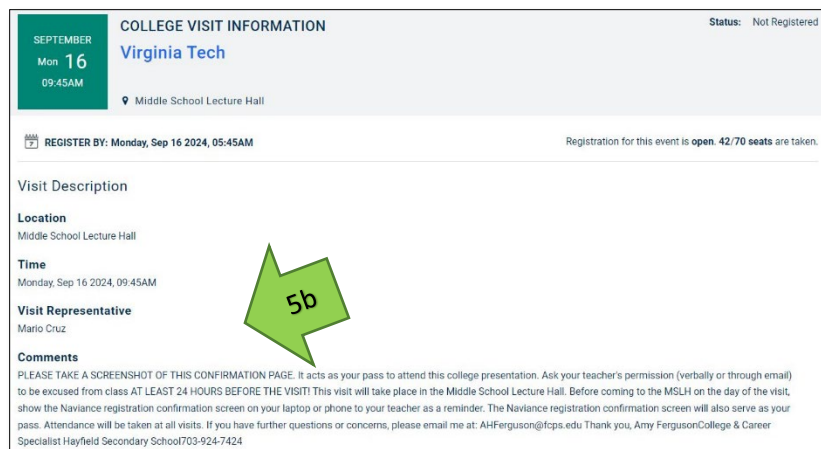 SEPTEMBER
Mon 16
09:45AM
COLLEGE VISIT INFORMATION
Virginia Tech
Middle School Lecture Hall
Status: Not Registered
7 REGISTER BY: Monday, Sep 16 2024, 05:45AM
Registration for this event is open. 42/70 seats are taken.
Visit Description
Location
Middle School Lecture Hall
Time
Monday, Sep 16 2024, 09:45AM
Visit Representative
Mario Cruz
5b
Comments
PLEASE TAKE A SCREENSHOT OF THIS CONFIRMATION PAGE. It acts as your pass to attend this college presentation. Ask your teacher's permission (verbally or through email)
to be excused from class AT LEAST 24 HOURS BEFORE THE VISIT! This visit will take place in the Middle School Lecture Hall. Before coming to the MSLH on the day of the visit,
show the Naviance registration confirmation screen on your laptop or phone to your teacher as a reminder. The Naviance registration confirmation screen will also serve as your
pass. Attendance will be taken at all visits. If you have further questions or concerns, please email me at: AHFerguson@fcps.edu Thank you, Amy FergusonCollege & Career
Specialist Hayfield Secondary School703-924-7424